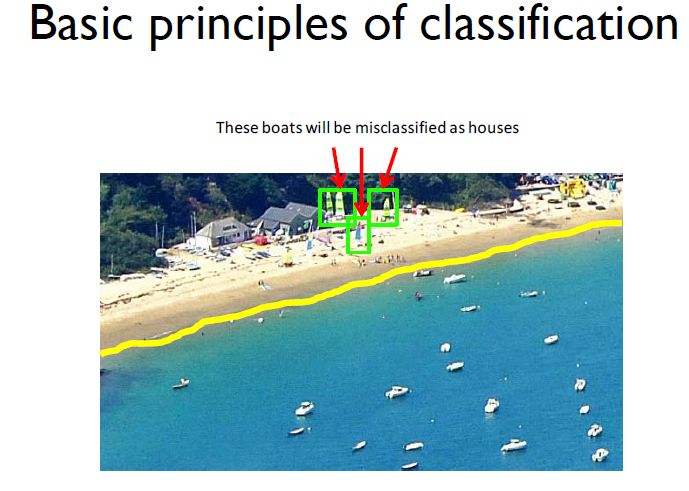 Basic principles of classification
These boats will be misclassified as houses